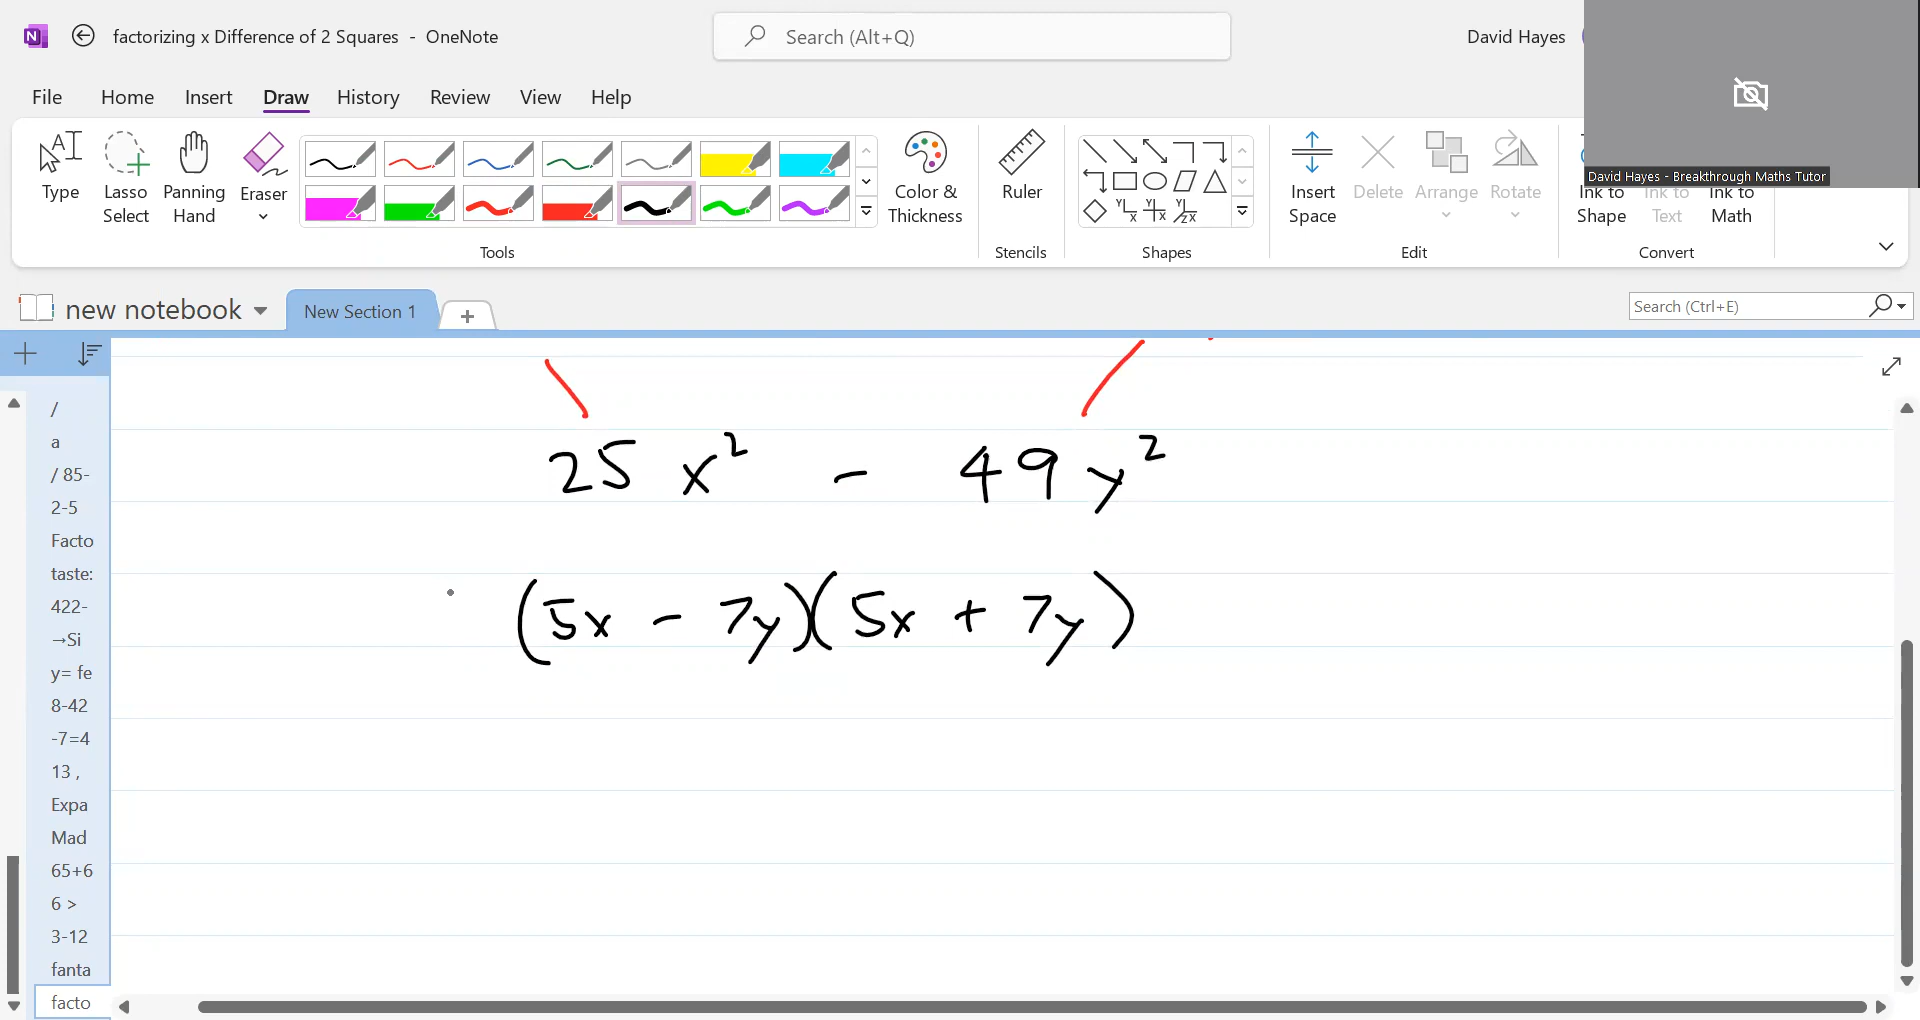 factorizing x Difference of 2 Squares - OneNote
Search (Alt+Q)
David Hayes
File Home Insert Draw History Review View Help
David Hayes - Breakthrough Maths Tutor
Type
Lasso Select
Panning Hand
Eraser
Color & Thickness
Ruler
Insert Space
Delete
Arrange
Rotate
Ink to Shape
Ink to Text
Ink to Math
Tools
Stencils
Shapes
Edit
Convert
new notebook
New Section 1
Search (Ctrl+E)
/
a
/ 85-
2-5
Facto
taste:
422-
→Si
y= fe
8-42
-7=4
13 ,
Expa
Mad
65+6
6 >
3-12
fanta
facto
25 x² - 49 y²
(5x - 7y)(5x + 7y)